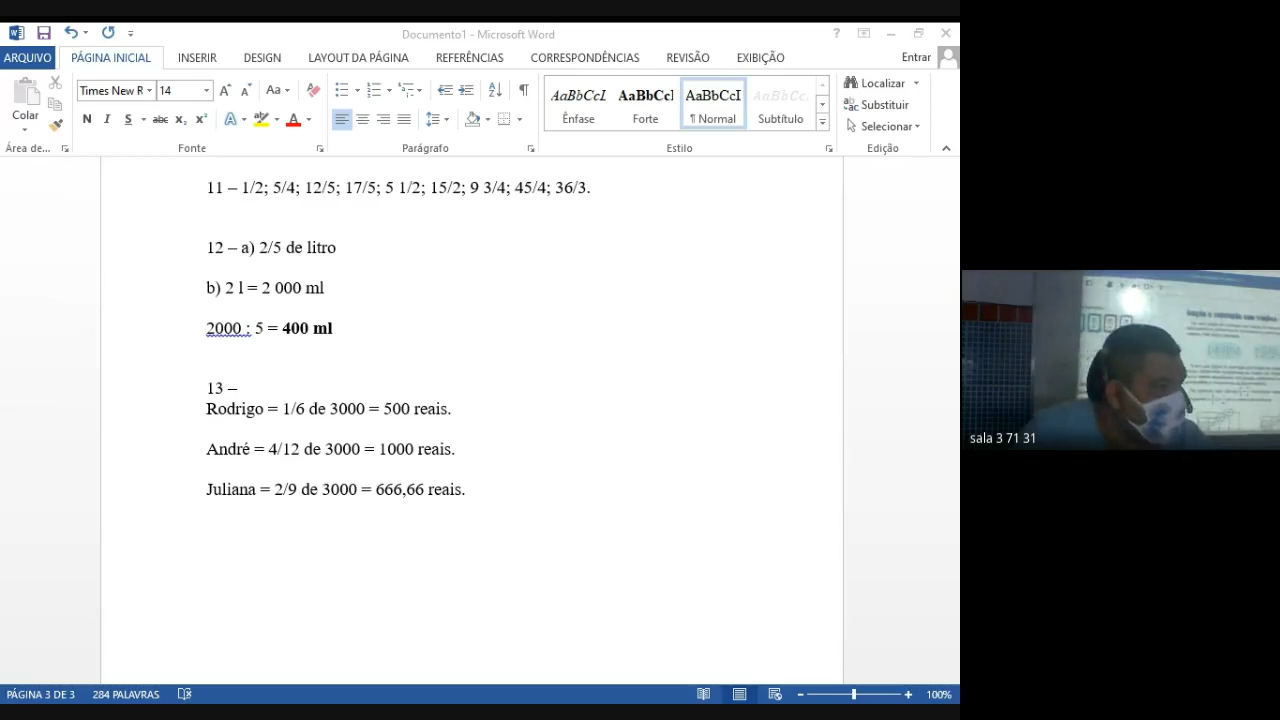 Documento1 - Microsoft Word
?
ARQUIVO PÁGINA INICIAL INSERIR DESIGN LAYOUT DA PÁGINA REFERÊNCIAS CORRESPONDÊNCIAS REVISÃO EXIBIÇÃO Entrar
Colar
Times New R 14 Aa
N I S abc x₂ x² A A
AaBbCcI AaBbCcI AaBbCcI AaBbCc
Ênfase Forte ¶ Normal Subtítulo
Localizar
Substituir
Selecionar
Área de... Fonte Parágrafo Estilo Edição
11 – 1/2; 5/4; 12/5; 17/5; 5 1/2; 15/2; 9 3/4; 45/4; 36/3.
12 – a) 2/5 de litro
b) 2 l = 2 000 ml
2000 : 5 = 400 ml
13 –
Rodrigo = 1/6 de 3000 = 500 reais.
André = 4/12 de 3000 = 1000 reais.
Juliana = 2/9 de 3000 = 666,66 reais.
sala 3 71 31
PÁGINA 3 DE 3 284 PALAVRAS 100%